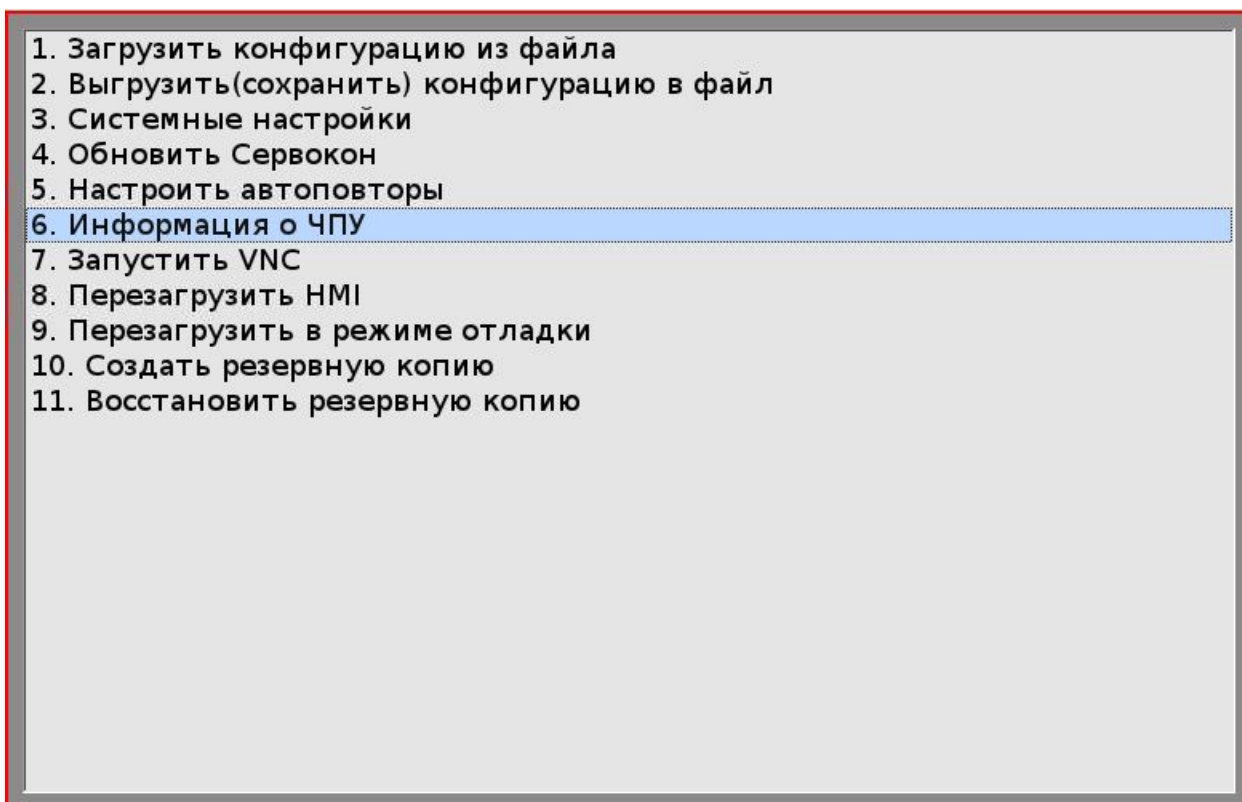 1. Загрузить конфигурацию из файла
2. Выгрузить(сохранить) конфигурацию в файл
3. Системные настройки
4. Обновить Сервокон
5. Настроить автоповторы
6. Информация о ЧПУ
7. Запустить VNC
8. Перезагрузить HMI
9. Перезагрузить в режиме отладки
10. Создать резервную копию
11. Восстановить резервную копию